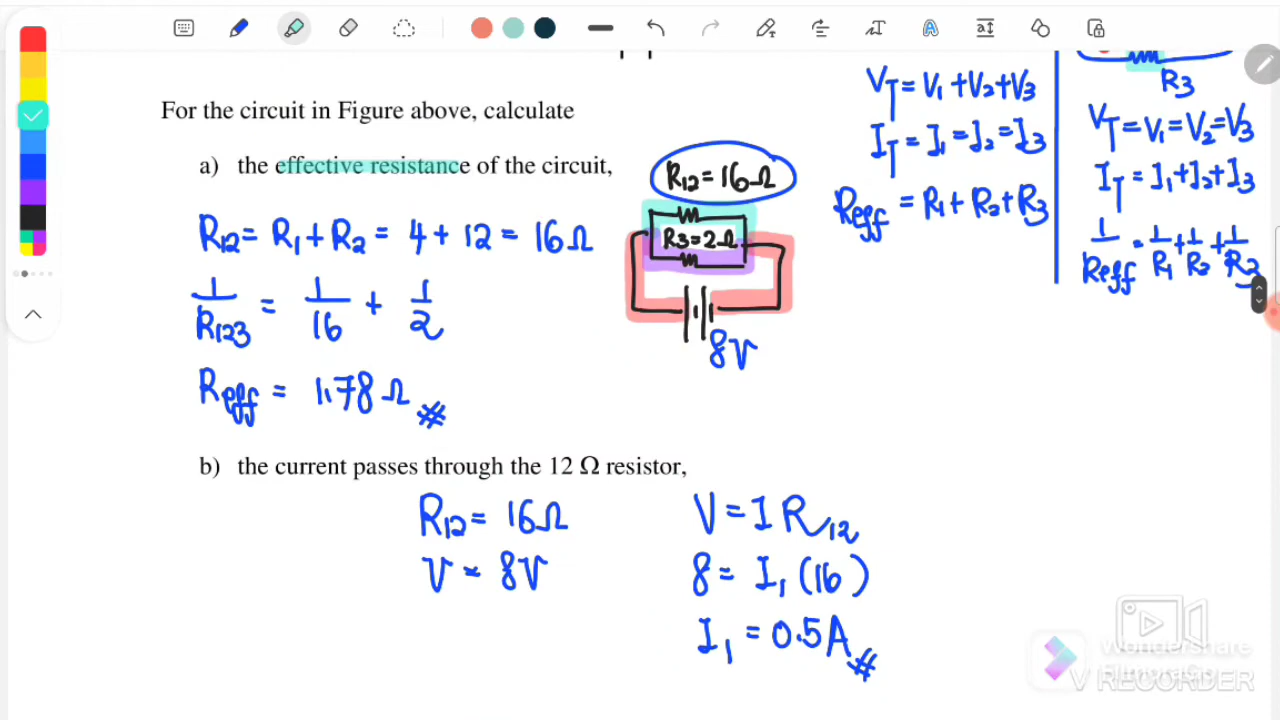 For the circuit in Figure above, calculate
a) the effective resistance of the circuit,
R12 = R1 + R2 = 4 + 12 = 16Ω
1/R123 = 1/16 + 1/2
Reff = 1.78Ω #
R12 = 16Ω
R3 = 2Ω
8V
VT = V1 + V2 + V3
IT = I1 = I2 = I3
Reff = R1 + R2 + R3
R3
VT = V1 = V2 = V3
IT = I1 + I2 + I3
1/Reff = 1/R1 + 1/R2 + 1/R3
b) the current passes through the 12 Ω resistor,
R12 = 16Ω
V = 8V
V = I R12
8 = I1 (16)
I1 = 0.5A #
Wondershare
FilmoraGo
V RECORDER